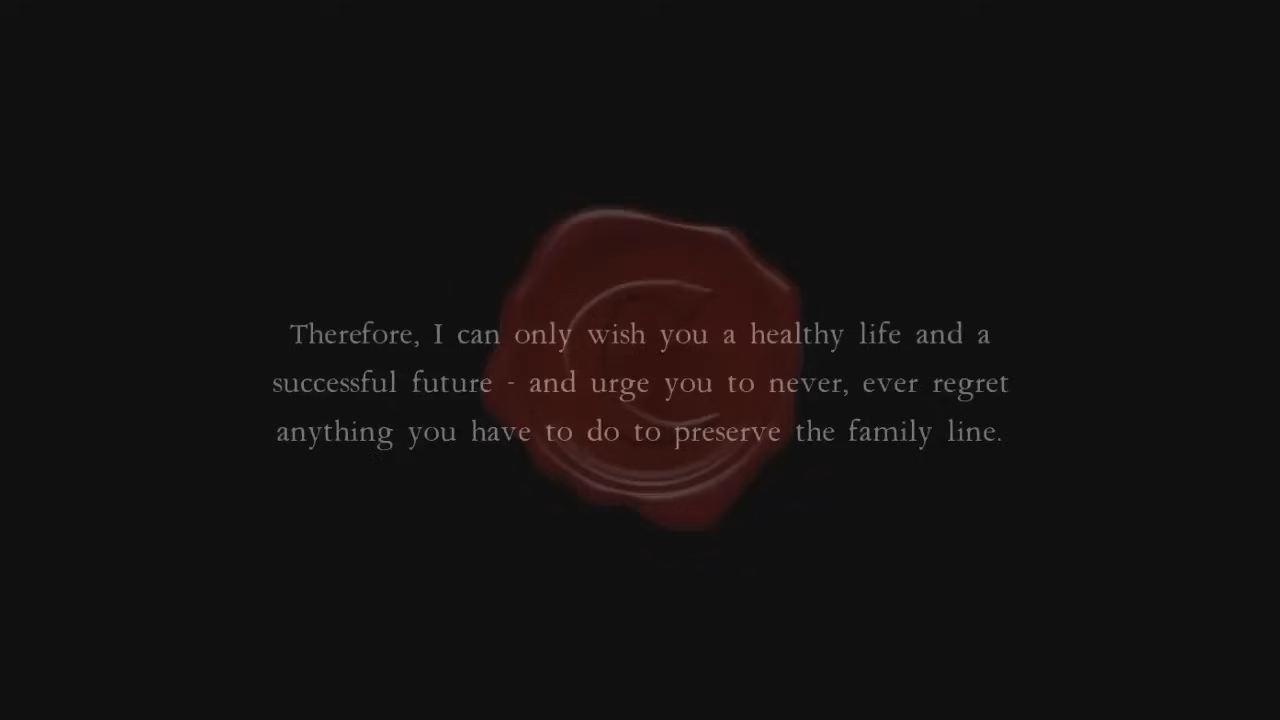 Therefore, I can only wish you a healthy life and a
successful future - and urge you to never, ever regret
anything you have to do to preserve the family line.